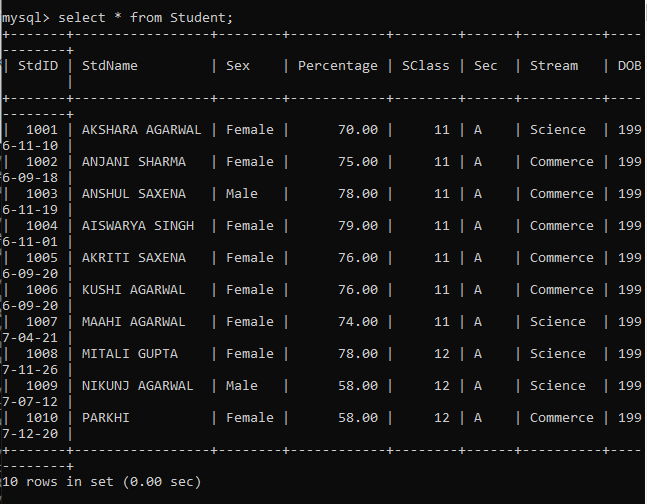 mysql> select * from Student;
+-------+----------------+--------+------------+--------+------+----------+----
--------+
| StdID | StdName         | Sex    | Percentage | SClass | Sec  | Stream   | DOB
        |
+-------+----------------+--------+------------+--------+------+----------+----
--------+
|  1001 | AKSHARA AGARWAL | Female |      70.00 |     11 | A    | Science  | 199
6-11-10 |
|  1002 | ANJANI SHARMA   | Female |      75.00 |     11 | A    | Commerce | 199
6-09-18 |
|  1003 | ANSHUL SAXENA   | Male   |      78.00 |     11 | A    | Commerce | 199
6-11-19 |
|  1004 | AISWARYA SINGH  | Female |      79.00 |     11 | A    | Commerce | 199
6-11-01 |
|  1005 | AKRITI SAXENA   | Female |      76.00 |     11 | A    | Commerce | 199
6-09-20 |
|  1006 | KUSHI AGARWAL   | Female |      76.00 |     11 | A    | Commerce | 199
6-09-20 |
|  1007 | MAAHI AGARWAL   | Female |      74.00 |     11 | A    | Science  | 199
7-04-21 |
|  1008 | MITALI GUPTA    | Female |      78.00 |     12 | A    | Science  | 199
7-11-26 |
|  1009 | NIKUNJ AGARWAL  | Male   |      58.00 |     12 | A    | Science  | 199
7-07-12 |
|  1010 | PARKHI          | Female |      58.00 |     12 | A    | Commerce | 199
7-12-20 |
+-------+----------------+--------+------------+--------+------+----------+----
--------+
10 rows in set (0.00 sec)